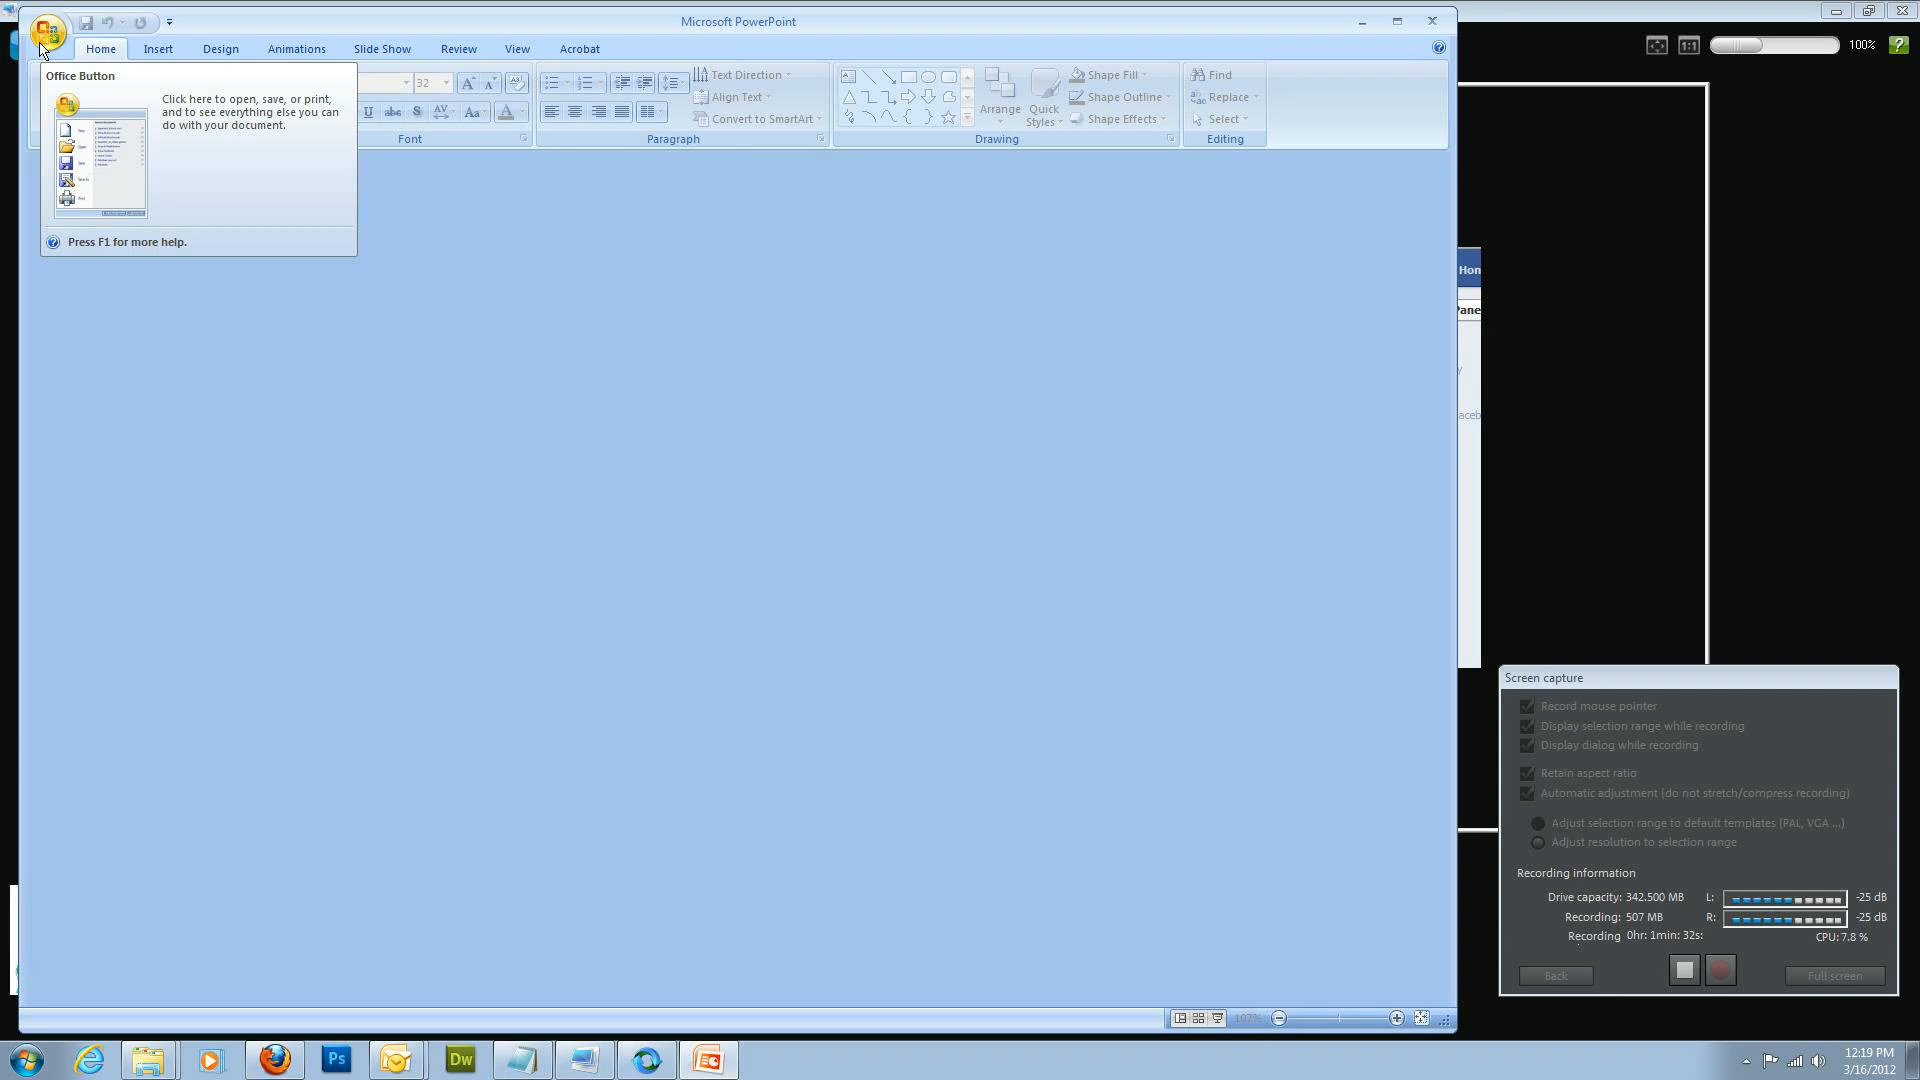 Microsoft PowerPoint
Home Insert Design Animations Slide Show Review View Acrobat
100%
Office Button
Click here to open, save, or print,
and to see everything else you can
do with your document.
Press F1 for more help.
32
Text Direction
Align Text
Convert to SmartArt
Arrange
Quick
Styles
Shape Fill
Shape Outline
Shape Effects
Find
Replace
Select
Font
Paragraph
Drawing
Editing
Hom
Pane
aceb
Screen capture
Record mouse pointer
Display selection range while recording
Display dialog while recording
Retain aspect ratio
Automatic adjustment (do not stretch/compress recording)
Adjust selection range to default templates (PAL, VGA ...)
Adjust resolution to selection range
Recording information
Drive capacity: 342.500 MB L: -25 dB
Recording: 507 MB R: -25 dB
Recording 0hr: 1min: 32s: CPU: 7.8 %
Back
Full screen
107%
Ps
Dw
12:19 PM
3/16/2012